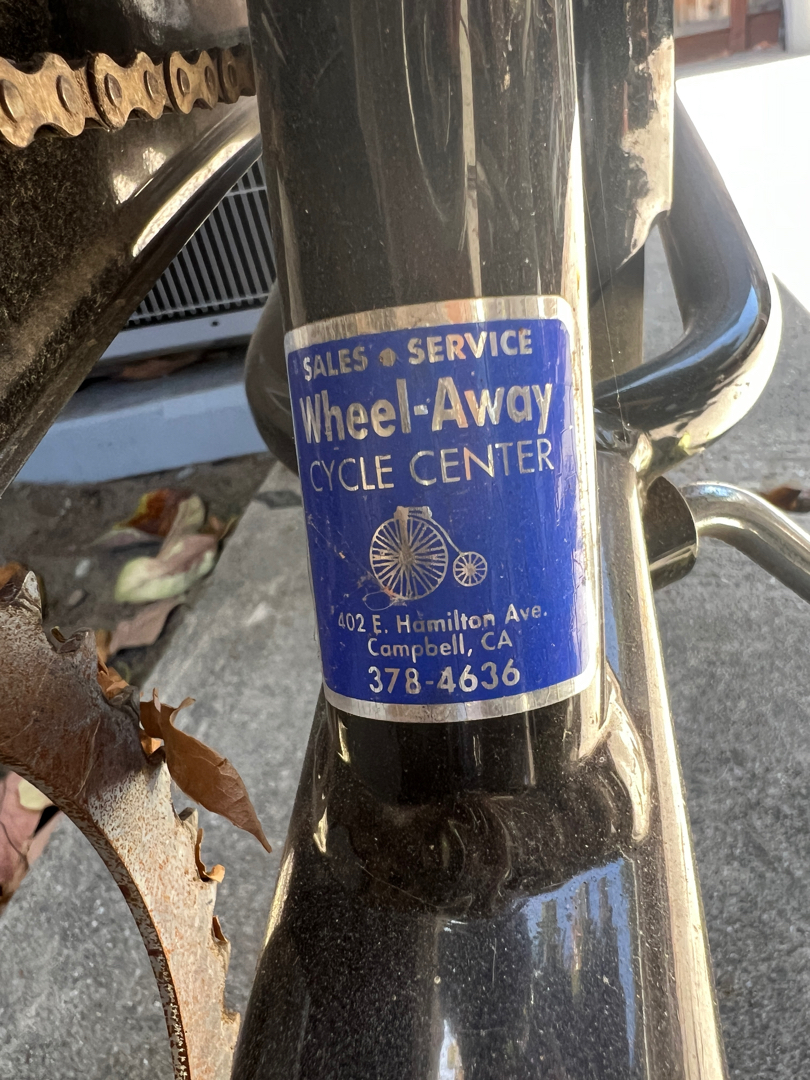 SALES • SERVICE
Wheel-Away
CYCLE CENTER
402 E. Hamilton Ave.
Campbell, CA
378-4636